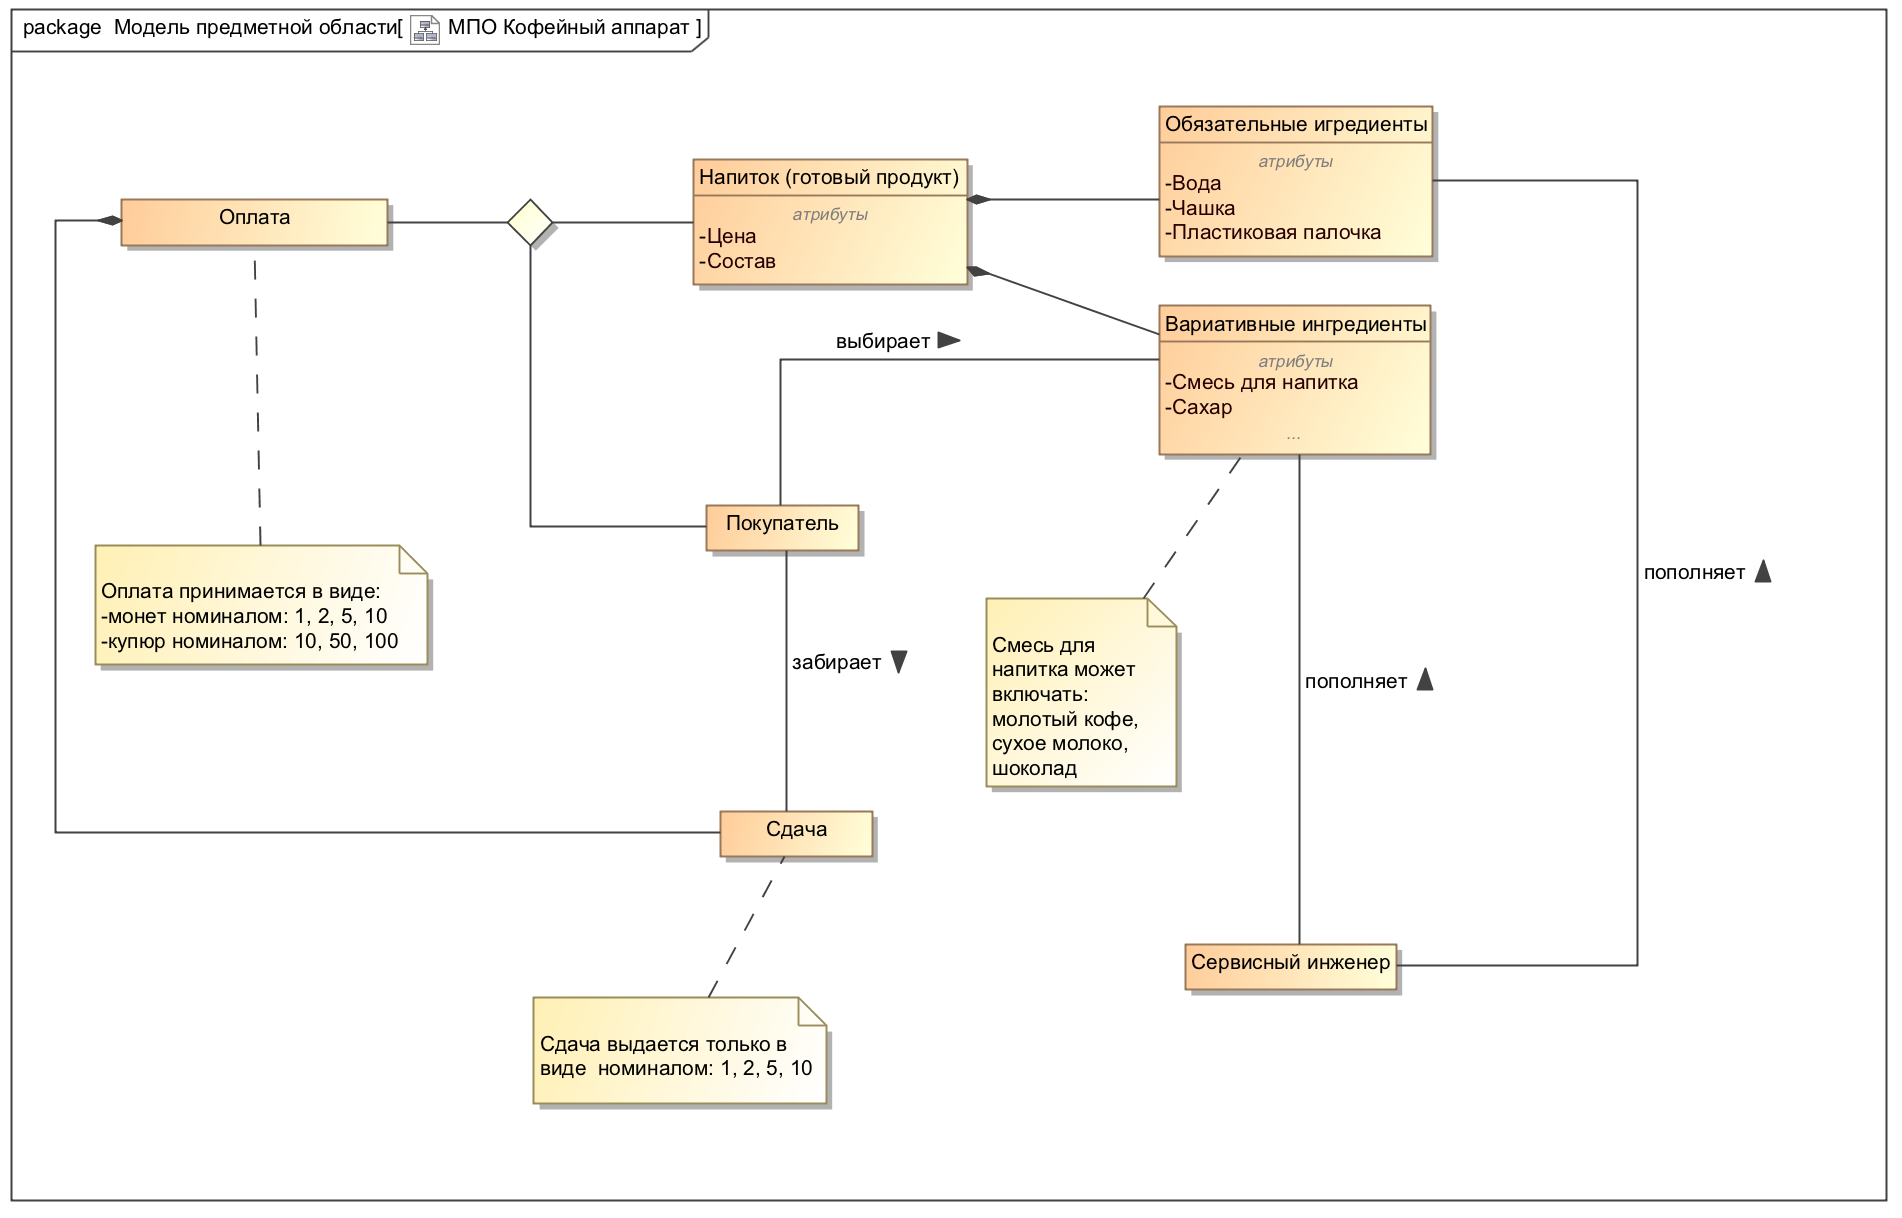 package Модель предметной области[ МПО Кофейный аппарат ]
Обязательные игредиенты
атрибуты
-Вода
-Чашка
-Пластиковая палочка
Напиток (готовый продукт)
атрибуты
-Цена
-Состав
Оплата
Вариативные ингредиенты
атрибуты
-Смесь для напитка
-Сахар
...
выбирает
Покупатель
Оплата принимается в виде:
-монет номиналом: 1, 2, 5, 10
-купюр номиналом: 10, 50, 100
пополняет
забирает
Смесь для
напитка может
включать:
молотый кофе,
сухое молоко,
шоколад
пополняет
Сдача
Сервисный инженер
Сдача выдается только в
виде  номиналом: 1, 2, 5, 10